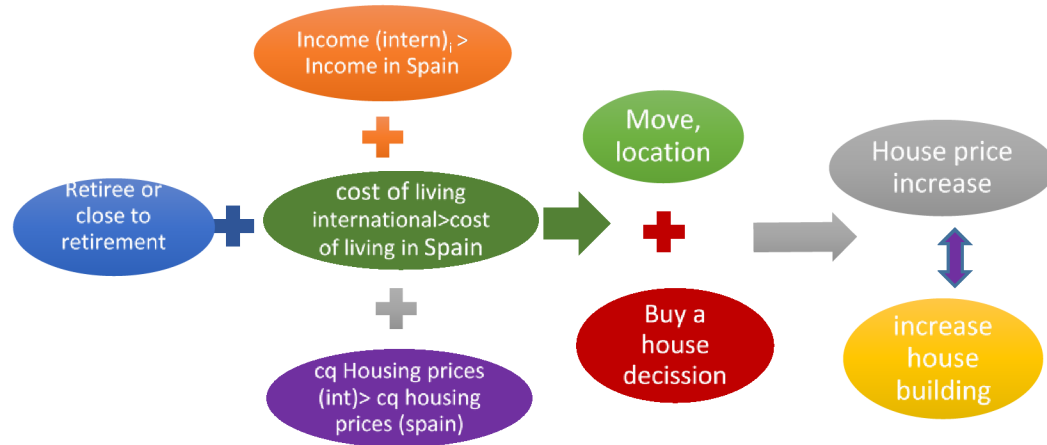 Income (intern)i >
Income in Spain
Retiree or
close to
retirement
cost of living
international>cost
of living in Spain
cq Housing prices
(int)> cq housing
prices (spain)
Move,
location
Buy a
house
decission
House price
increase
increase
house
building